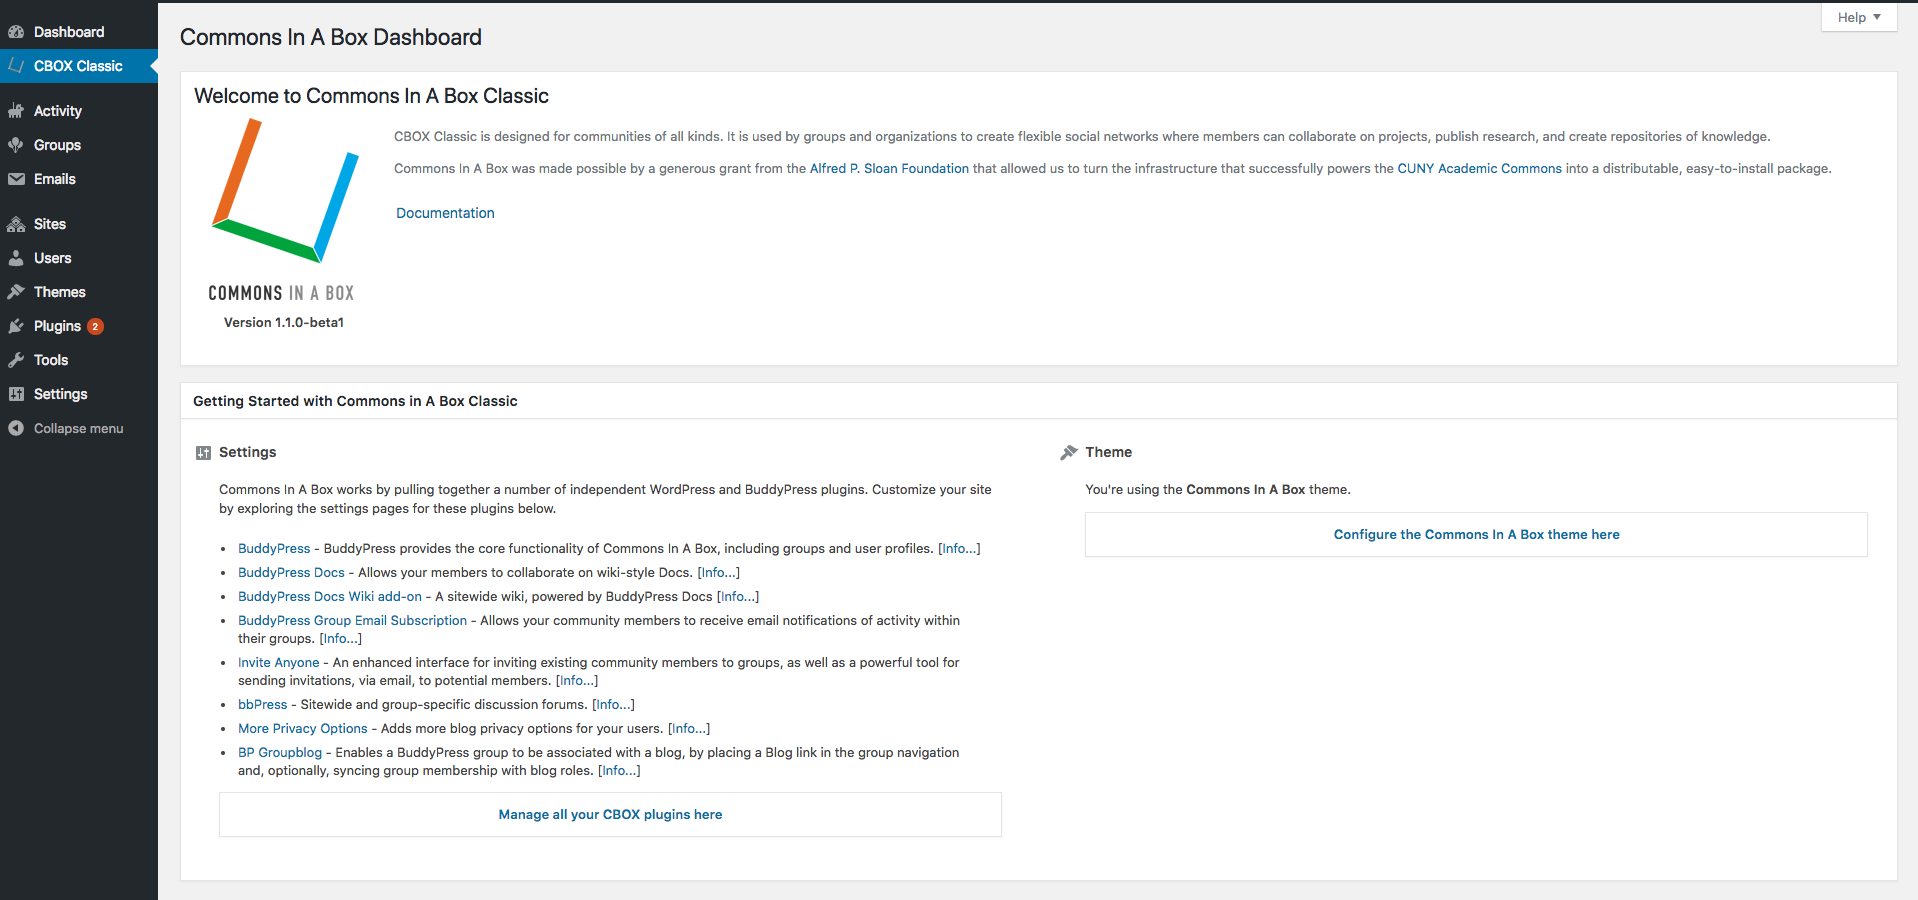 Dashboard
CBOX Classic
Activity
Groups
Emails
Sites
Users
Themes
Plugins 2
Tools
Settings
Collapse menu
Help
Commons In A Box Dashboard
Welcome to Commons In A Box Classic
CBOX Classic is designed for communities of all kinds. It is used by groups and organizations to create flexible social networks where members can collaborate on projects, publish research, and create repositories of knowledge.
Commons In A Box was made possible by a generous grant from the Alfred P. Sloan Foundation that allowed us to turn the infrastructure that successfully powers the CUNY Academic Commons into a distributable, easy-to-install package.
Documentation
COMMONS IN A BOX
Version 1.1.0-beta1
Getting Started with Commons in A Box Classic
Settings
Commons In A Box works by pulling together a number of independent WordPress and BuddyPress plugins. Customize your site
by exploring the settings pages for these plugins below.
• BuddyPress - BuddyPress provides the core functionality of Commons In A Box, including groups and user profiles. [Info...]
• BuddyPress Docs - Allows your members to collaborate on wiki-style Docs. [Info...]
• BuddyPress Docs Wiki add-on - A sitewide wiki, powered by BuddyPress Docs [Info...]
• BuddyPress Group Email Subscription - Allows your community members to receive email notifications of activity within
their groups. [Info...]
• Invite Anyone - An enhanced interface for inviting existing community members to groups, as well as a powerful tool for
sending invitations, via email, to potential members. [Info...]
• bbPress - Sitewide and group-specific discussion forums. [Info...]
• More Privacy Options - Adds more blog privacy options for your users. [Info...]
• BP Groupblog - Enables a BuddyPress group to be associated with a blog, by placing a Blog link in the group navigation
and, optionally, syncing group membership with blog roles. [Info...]
Manage all your CBOX plugins here
Theme
You're using the Commons In A Box theme.
Configure the Commons In A Box theme here